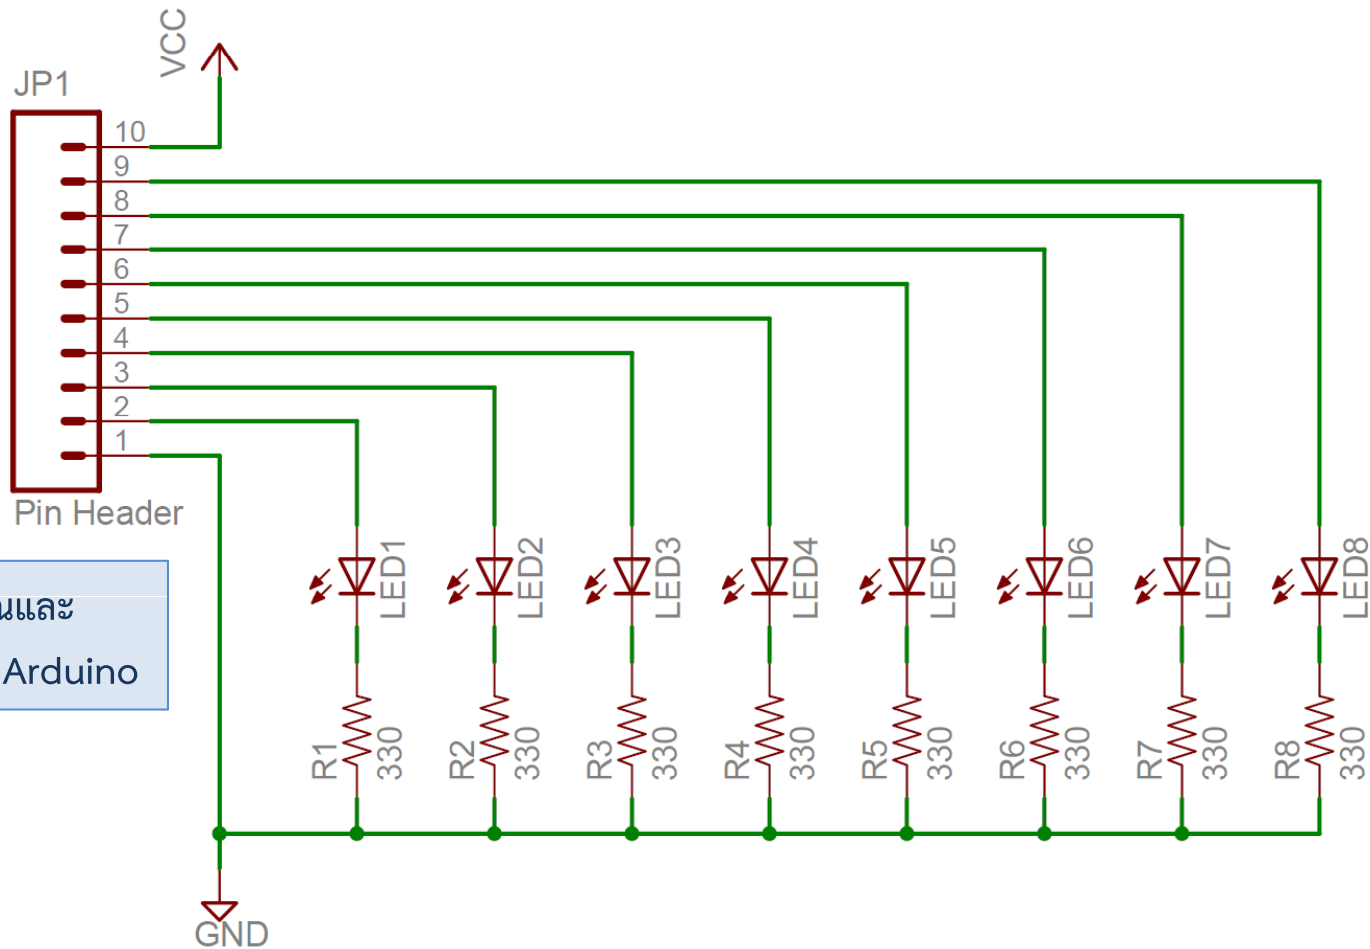 VCC
JP1
10
9
8
7
6
5
4
3
2
1
Pin Header
LED1
LED2
LED3
LED4
LED5
LED6
LED7
LED8
และ
Arduino
R1
330
R2
330
R3
330
R4
330
R5
330
R6
330
R7
330
R8
330
GND